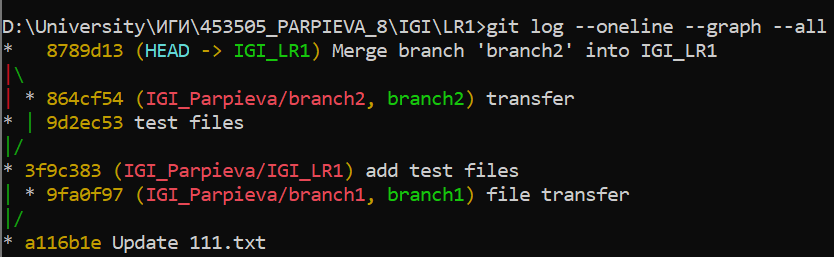 D:\University\ИГИ\453505_PARPIEVA_8\IGI\LR1>git log --oneline --graph --all
*   8789d13 (HEAD -> IGI_LR1) Merge branch 'branch2' into IGI_LR1
|\
| * 864cf54 (IGI_Parpieva/branch2, branch2) transfer
* | 9d2ec53 test files
|/
* 3f9c383 (IGI_Parpieva/IGI_LR1) add test files
| * 9fa0f97 (IGI_Parpieva/branch1, branch1) file transfer
|/
* a116b1e Update 111.txt